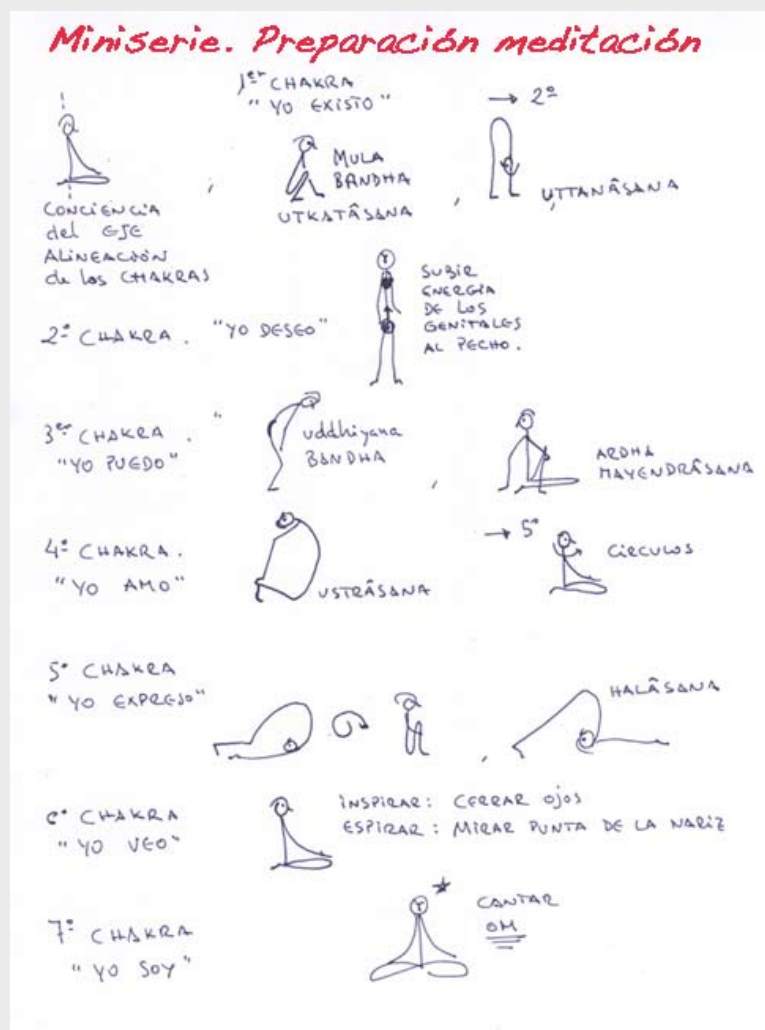 Miniserie. Preparación meditación
1er CHAKRA
"YO EXISTO"
→ 2º
MULA
BANDHA
UTKATÂSANA
,
,
UTTANÂSANA
CONCIENCIA
del EJE
ALINEACIÓN
de los CHAKRAS
2º CHAKRA. "YO DESEO"
SUBIR
ENERGÍA
DE LOS
GENITALES
AL PECHO.
3er CHAKRA. "
"YO PUEDO"
uddhiyana
BANDHA
,
ARDHA
MAYENDRÂSANA
4º CHAKRA.
"YO AMO"
USTRÂSANA
→ 5º
CIRCULOS
5º CHAKRA
"YO EXPRESO"
,
HALÂSANA
6º CHAKRA
"YO VEO"
INSPIRAR: CERRAR OJOS
ESPIRAR: MIRAR PUNTA DE LA NARIZ
7º CHAKRA
"YO SOY"
CANTAR
OM